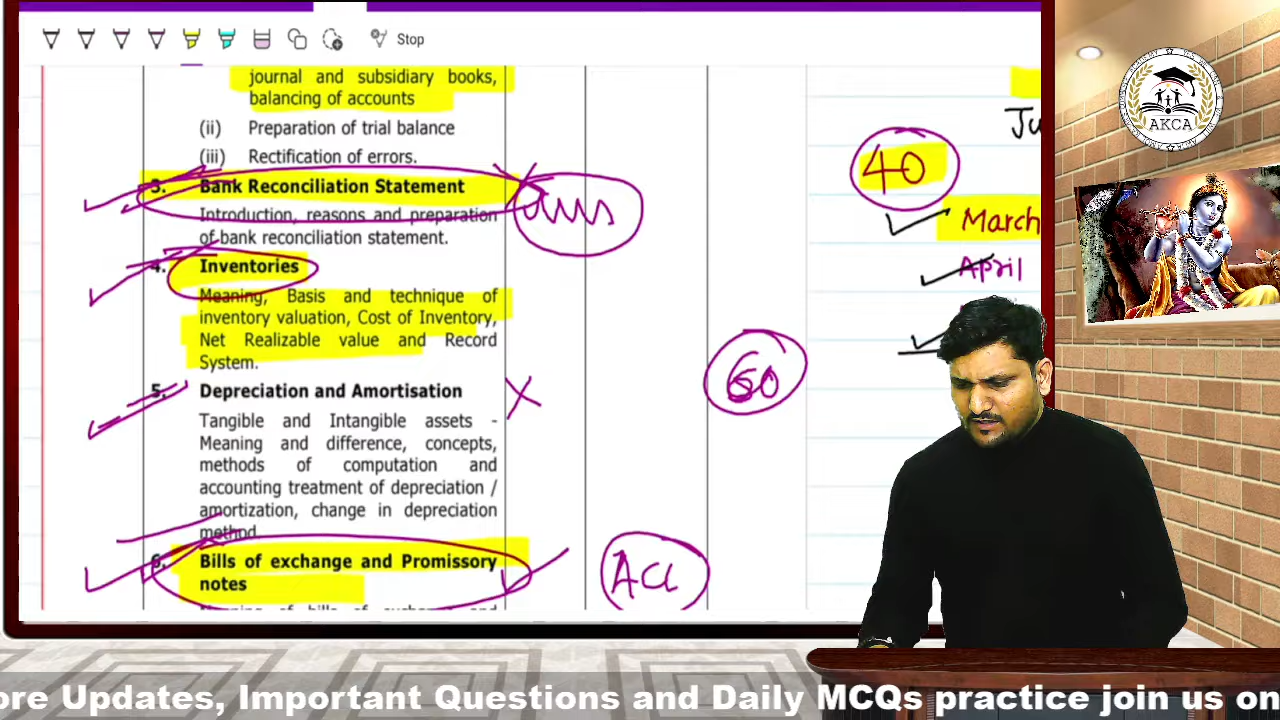 Stop
journal and subsidiary books,
balancing of accounts
(ii) Preparation of trial balance
(iii) Rectification of errors.
3. Bank Reconciliation Statement
Introduction, reasons and preparation
of bank reconciliation statement.
4. Inventories
Meaning, Basis and technique of
inventory valuation, Cost of Inventory,
Net Realizable value and Record
System.
5. Depreciation and Amortisation
Tangible and Intangible assets -
Meaning and difference, concepts,
methods of computation and
accounting treatment of depreciation /
amortization, change in depreciation
method.
6. Bills of exchange and Promissory
notes
60
40
Ju
March
April
AKCA
ore Updates, Important Questions and Daily MCQs practice join us on